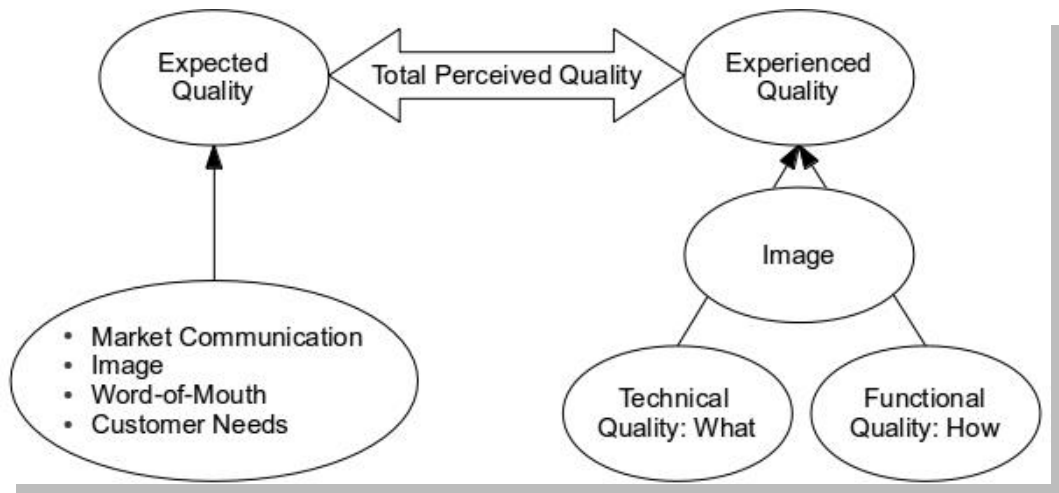 Expected
Quality
Total Perceived Quality
Experienced
Quality
Image
• Market Communication
• Image
• Word-of-Mouth
• Customer Needs
Technical
Quality: What
Functional
Quality: How